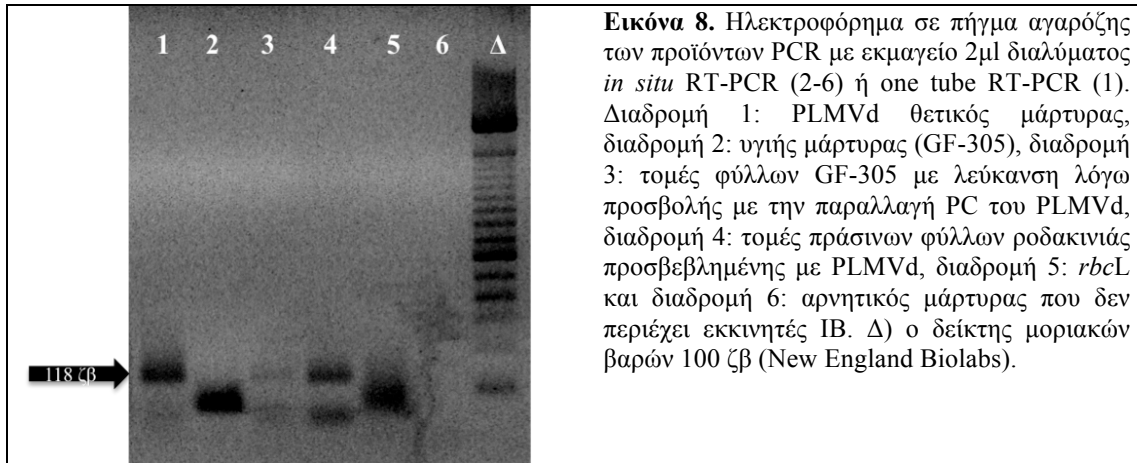 1 2 3 4 5 6 Δ
118 ζβ
Εικόνα 8. Ηλεκτροφόρημα σε πήγμα αγαρόζης
των προϊόντων PCR με εκμαγείο 2μl διαλύματος
in situ RT-PCR (2-6) ή one tube RT-PCR (1).
Διαδρομή 1: PLMVd θετικός μάρτυρας,
διαδρομή 2: υγιής μάρτυρας (GF-305), διαδρομή
3: τομές φύλλων GF-305 με λεύκανση λόγω
προσβολής με την παραλλαγή PC του PLMVd,
διαδρομή 4: τομές πράσινων φύλλων ροδακινιάς
προσβεβλημένης με PLMVd, διαδρομή 5: rbcL
και διαδρομή 6: αρνητικός μάρτυρας που δεν
περιέχει εκκινητές ΙΒ. Δ) ο δείκτης μοριακών
βαρών 100 ζβ (New England Biolabs).